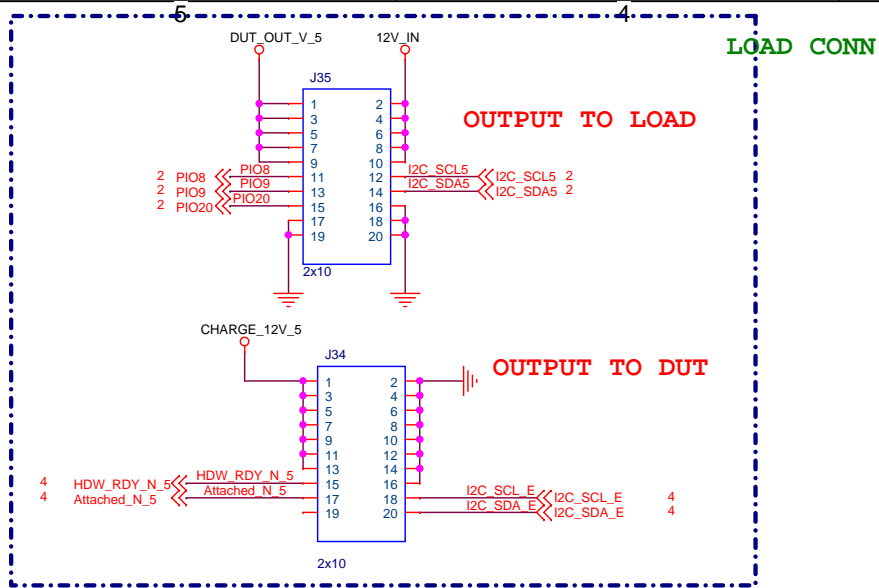 5 4
DUT_OUT_V_5 12V_IN
LOAD CONN
J35
OUTPUT TO LOAD
1 2
3 4
5 6
7 8
9 10
2 PIO8 PIO8 11 12 I2C_SCL5 I2C_SCL5 2
2 PIO9 PIO9 13 14 I2C_SDA5 I2C_SDA5 2
2 PIO20 PIO20 15 16
17 18
19 20
2x10
CHARGE_12V_5
J34
OUTPUT TO DUT
1 2
3 4
5 6
7 8
9 10
11 12
13 14
4 HDW_RDY_N_5 HDW_RDY_N_5 15 16
4 Attached_N_5 Attached_N_5 17 18 I2C_SCL_E I2C_SCL_E 4
19 20 I2C_SDA_E I2C_SDA_E 4
2x10